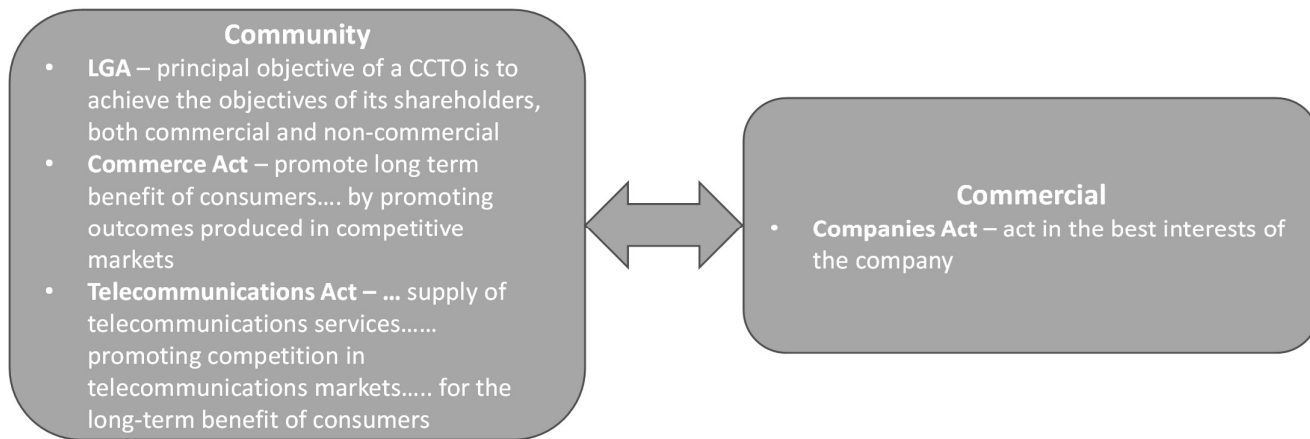 Community
• LGA – principal objective of a CCTO is to
achieve the objectives of its shareholders,
both commercial and non-commercial
• Commerce Act – promote long term
benefit of consumers…. by promoting
outcomes produced in competitive
markets
• Telecommunications Act – … supply of
telecommunications services……
promoting competition in
telecommunications markets….. for the
long-term benefit of consumers
Commercial
• Companies Act – act in the best interests of
the company